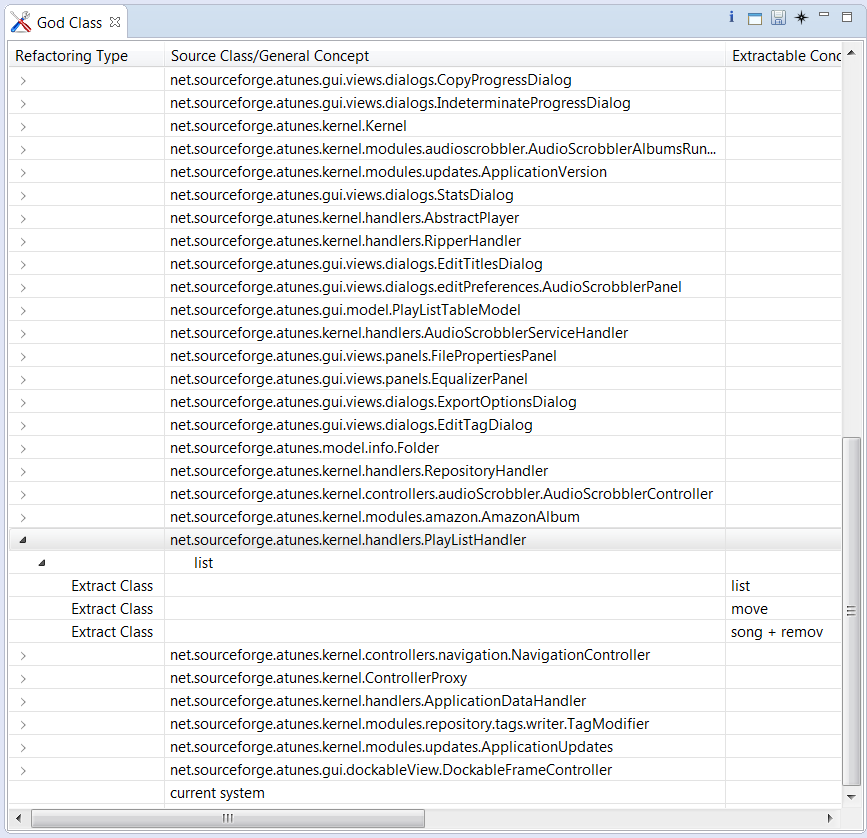 God Class
Refactoring Type Source Class/General Concept Extractable Conc
net.sourceforge.atunes.gui.views.dialogs.CopyProgressDialog
net.sourceforge.atunes.gui.views.dialogs.IndeterminateProgressDialog
net.sourceforge.atunes.kernel.Kernel
net.sourceforge.atunes.kernel.modules.audioscrobbler.AudioScrobblerAlbumsRun...
net.sourceforge.atunes.kernel.modules.updates.ApplicationVersion
net.sourceforge.atunes.gui.views.dialogs.StatsDialog
net.sourceforge.atunes.kernel.handlers.AbstractPlayer
net.sourceforge.atunes.kernel.handlers.RipperHandler
net.sourceforge.atunes.gui.views.dialogs.EditTitlesDialog
net.sourceforge.atunes.gui.views.dialogs.editPreferences.AudioScrobblerPanel
net.sourceforge.atunes.gui.model.PlayListTableModel
net.sourceforge.atunes.kernel.handlers.AudioScrobblerServiceHandler
net.sourceforge.atunes.gui.views.panels.FilePropertiesPanel
net.sourceforge.atunes.gui.views.panels.EqualizerPanel
net.sourceforge.atunes.gui.views.dialogs.ExportOptionsDialog
net.sourceforge.atunes.gui.views.dialogs.EditTagDialog
net.sourceforge.atunes.model.info.Folder
net.sourceforge.atunes.kernel.handlers.RepositoryHandler
net.sourceforge.atunes.kernel.controllers.audioScrobbler.AudioScrobblerController
net.sourceforge.atunes.kernel.modules.amazon.AmazonAlbum
net.sourceforge.atunes.kernel.handlers.PlayListHandler
list
Extract Class list
Extract Class move
Extract Class song + remov
net.sourceforge.atunes.kernel.controllers.navigation.NavigationController
net.sourceforge.atunes.kernel.ControllerProxy
net.sourceforge.atunes.kernel.handlers.ApplicationDataHandler
net.sourceforge.atunes.kernel.modules.repository.tags.writer.TagModifier
net.sourceforge.atunes.kernel.modules.updates.ApplicationUpdates
net.sourceforge.atunes.gui.dockableView.DockableFrameController
current system